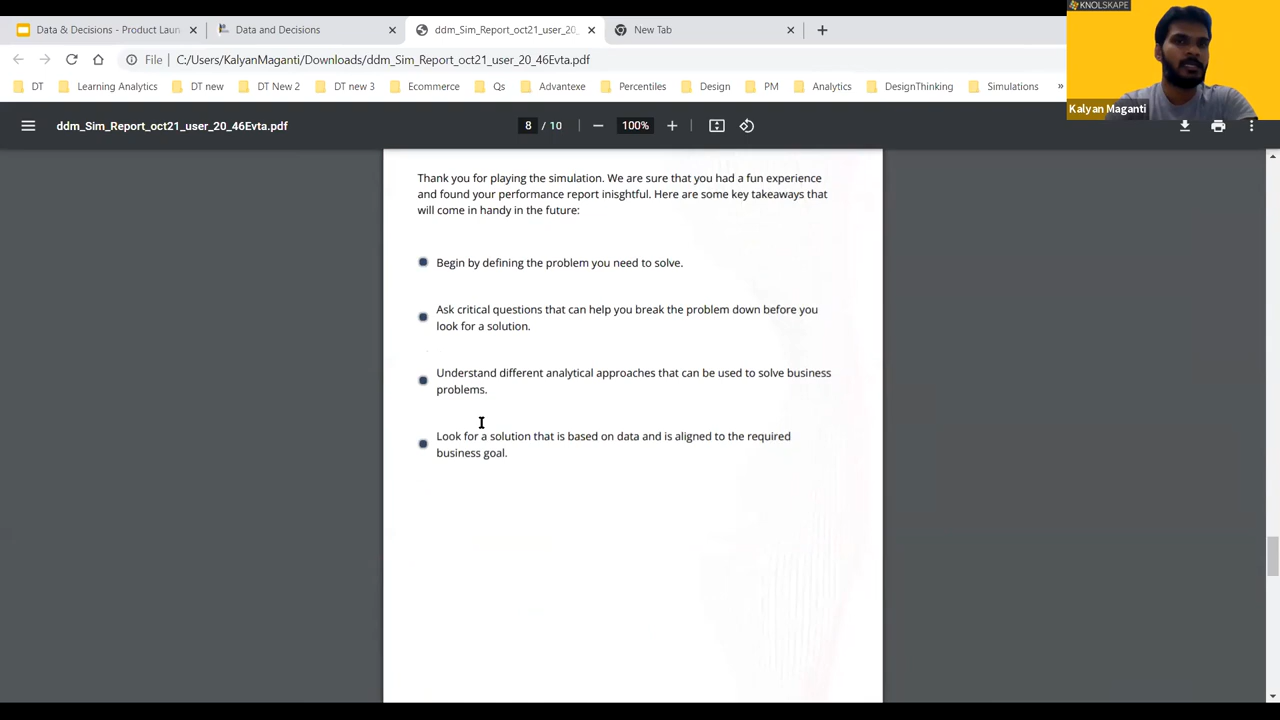 Data & Decisions - Product Laun
Data and Decisions
ddm_Sim_Report_oct21_user_20_
New Tab
KNOLSKAPE
File C:/Users/KalyanMaganti/Downloads/ddm_Sim_Report_oct21_user_20_46Evta.pdf
DT Learning Analytics DT new DT New 2 DT new 3 Ecommerce Qs Advantexe Percentiles Design PM Analytics DesignThinking Simulations »
Kalyan Maganti
ddm_Sim_Report_oct21_user_20_46Evta.pdf 8 / 10 100%
Thank you for playing the simulation. We are sure that you had a fun experience
and found your performance report inisghtful. Here are some key takeaways that
will come in handy in the future:
Begin by defining the problem you need to solve.
Ask critical questions that can help you break the problem down before you
look for a solution.
Understand different analytical approaches that can be used to solve business
problems.
Look for a solution that is based on data and is aligned to the required
business goal.